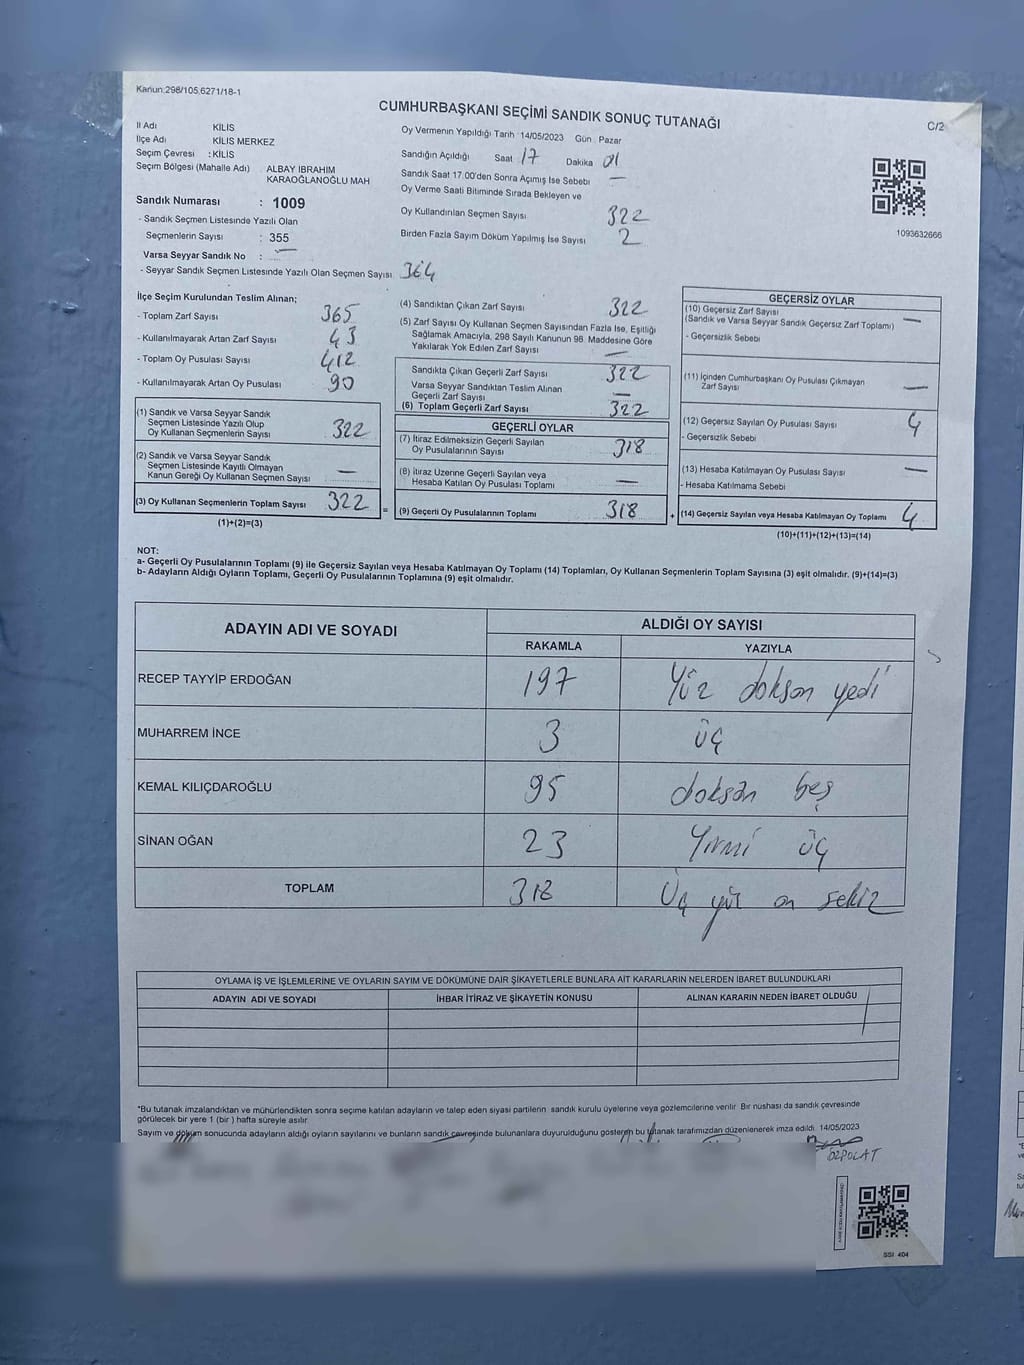 Kanun:298/105,6271/18-1
CUMHURBAŞKANI SEÇİMİ SANDIK SONUÇ TUTANAĞI
C/2
İl Adı KİLİS
İlçe Adı KİLİS MERKEZ
Seçim Çevresi : KİLİS
Seçim Bölgesi (Mahalle Adı) ALBAY İBRAHİM
KARAOĞLANOĞLU MAH
Sandık Numarası : 1009
- Sandık Seçmen Listesinde Yazılı Olan
Seçmenlerin Sayısı : 355
Varsa Seyyar Sandık No : —
- Seyyar Sandık Seçmen Listesinde Yazılı Olan Seçmen Sayısı 364
Oy Vermenin Yapıldığı Tarih 14/05/2023 Gün Pazar
Sandığın Açıldığı Saat 17 Dakika 01
Sandık Saat 17.00'den Sonra Açımış İse Sebebi —
Oy Verme Saati Bitiminde Sırada Bekleyen ve
Oy Kullandırılan Seçmen Sayısı 322
Birden Fazla Sayım Döküm Yapılmış İse Sayısı 2
1093632666
İlçe Seçim Kurulundan Teslim Alınan;
- Toplam Zarf Sayısı 365
- Kullanılmayarak Artan Zarf Sayısı 43
- Toplam Oy Pusulası Sayısı 412
- Kullanılmayarak Artan Oy Pusulası 90
(1) Sandık ve Varsa Seyyar Sandık
Seçmen Listesinde Yazılı Olup
Oy Kullanan Seçmenlerin Sayısı 322
(2) Sandık ve Varsa Seyyar Sandık
Seçmen Listesinde Kayıtlı Olmayan
Kanun Gereği Oy Kullanan Seçmen Sayısı —
(3) Oy Kullanan Seçmenlerin Toplam Sayısı 322 =
(1)+(2)=(3)
(4) Sandıktan Çıkan Zarf Sayısı 322
(5) Zarf Sayısı Oy Kullanan Seçmen Sayısından Fazla İse, Eşitliği
Sağlamak Amacıyla, 298 Sayılı Kanunun 98. Maddesine Göre
Yakılarak Yok Edilen Zarf Sayısı —
Sandıkta Çıkan Geçerli Zarf Sayısı 322
Varsa Seyyar Sandıktan Teslim Alınan
Geçerli Zarf Sayısı —
(6) Toplam Geçerli Zarf Sayısı 322
GEÇERLİ OYLAR
(7) İtiraz Edilmeksizin Geçerli Sayılan
Oy Pusulalarının Sayısı 318
(8) İtiraz Üzerine Geçerli Sayılan veya
Hesaba Katılan Oy Pusulası Toplamı —
(9) Geçerli Oy Pusulalarının Toplamı 318 +
GEÇERSİZ OYLAR
(10) Geçersiz Zarf Sayısı —
(Sandık ve Varsa Seyyar Sandık Geçersiz Zarf Toplamı)
- Geçersizlik Sebebi
(11) İçinden Cumhurbaşkanı Oy Pusulası Çıkmayan
Zarf Sayısı —
(12) Geçersiz Sayılan Oy Pusulası Sayısı 4
- Geçersizlik Sebebi
(13) Hesaba Katılmayan Oy Pusulası Sayısı —
- Hesaba Katılmama Sebebi
(14) Geçersiz Sayılan veya Hesaba Katılmayan Oy Toplamı 4
(10)+(11)+(12)+(13)=(14)
NOT:
a- Geçerli Oy Pusulalarının Toplamı (9) ile Geçersiz Sayılan veya Hesaba Katılmayan Oy Toplamı (14) Toplamları, Oy Kullanan Seçmenlerin Toplam Sayısına (3) eşit olmalıdır. (9)+(14)=(3)
b- Adayların Aldığı Oyların Toplamı, Geçerli Oy Pusulalarının Toplamına (9) eşit olmalıdır.
ADAYIN ADI VE SOYADI
ALDIĞI OY SAYISI
RAKAMLA YAZIYLA
RECEP TAYYİP ERDOĞAN 197 Yüz doksan yedi
MUHARREM İNCE 3 üç
KEMAL KILIÇDAROĞLU 95 doksan beş
SİNAN OĞAN 23 Yirmi üç
TOPLAM 318 Üç yüz on sekiz
OYLAMA İŞ VE İŞLEMLERİNE VE OYLARIN SAYIM VE DÖKÜMÜNE DAİR ŞİKAYETLERLE BUNLARA AİT KARARLARIN NELERDEN İBARET BULUNDUKLARI
ADAYIN ADI VE SOYADI İHBAR İTİRAZ VE ŞİKAYETİN KONUSU ALINAN KARARIN NEDEN İBARET OLDUĞU
"Bu tutanak imzalandıktan ve mühürlendikten sonra seçime katılan adayların ve talep eden siyasi partilerin sandık kurulu üyelerine veya gözlemcilerine verilir. Bir nushası da sandık çevresinde
görülecek bir yere 1 (bir ) hafta süreyle asılır
Sayım ve döküm sonucunda adayların aldığı oyların sayılarını ve bunların sandık çevresinde bulunanlara duyurulduğunu gösteren bu tutanak tarafımızdan düzenlenerek imza edildi. 14/05/2023
ÖZPOLAT
SSI 404